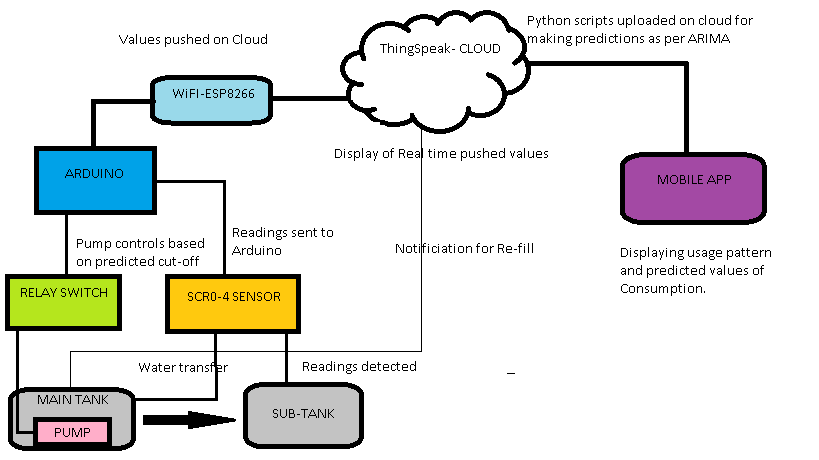 Python scripts uploaded on cloud for
making predictions as per ARIMA
Values pushed on Cloud
ThingSpeak- CLOUD
WiFI-ESP8266
Display of Real time pushed values
ARDUINO
MOBILE APP
Readings sent to
Arduino
Pump controls based
on predicted cut-off
Notificiation for Re-fill
Displaying usage pattern
and predicted values of
Consumption.
RELAY SWITCH
SCR0-4 SENSOR
Water transfer
Readings detected
_
MAIN TANK
SUB-TANK
PUMP